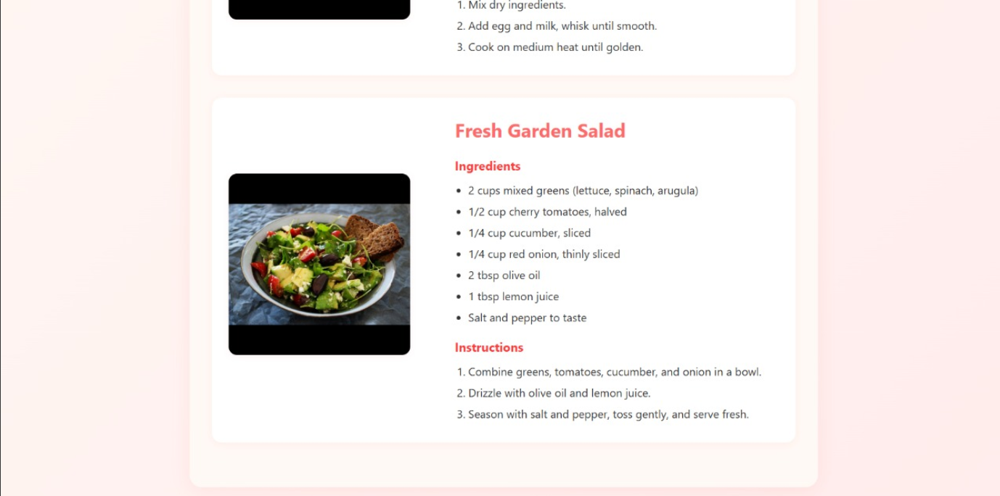 1. Mix dry ingredients.
2. Add egg and milk, whisk until smooth.
3. Cook on medium heat until golden.
Fresh Garden Salad
Ingredients
• 2 cups mixed greens (lettuce, spinach, arugula)
• 1/2 cup cherry tomatoes, halved
• 1/4 cup cucumber, sliced
• 1/4 cup red onion, thinly sliced
• 2 tbsp olive oil
• 1 tbsp lemon juice
• Salt and pepper to taste
Instructions
1. Combine greens, tomatoes, cucumber, and onion in a bowl.
2. Drizzle with olive oil and lemon juice.
3. Season with salt and pepper, toss gently, and serve fresh.